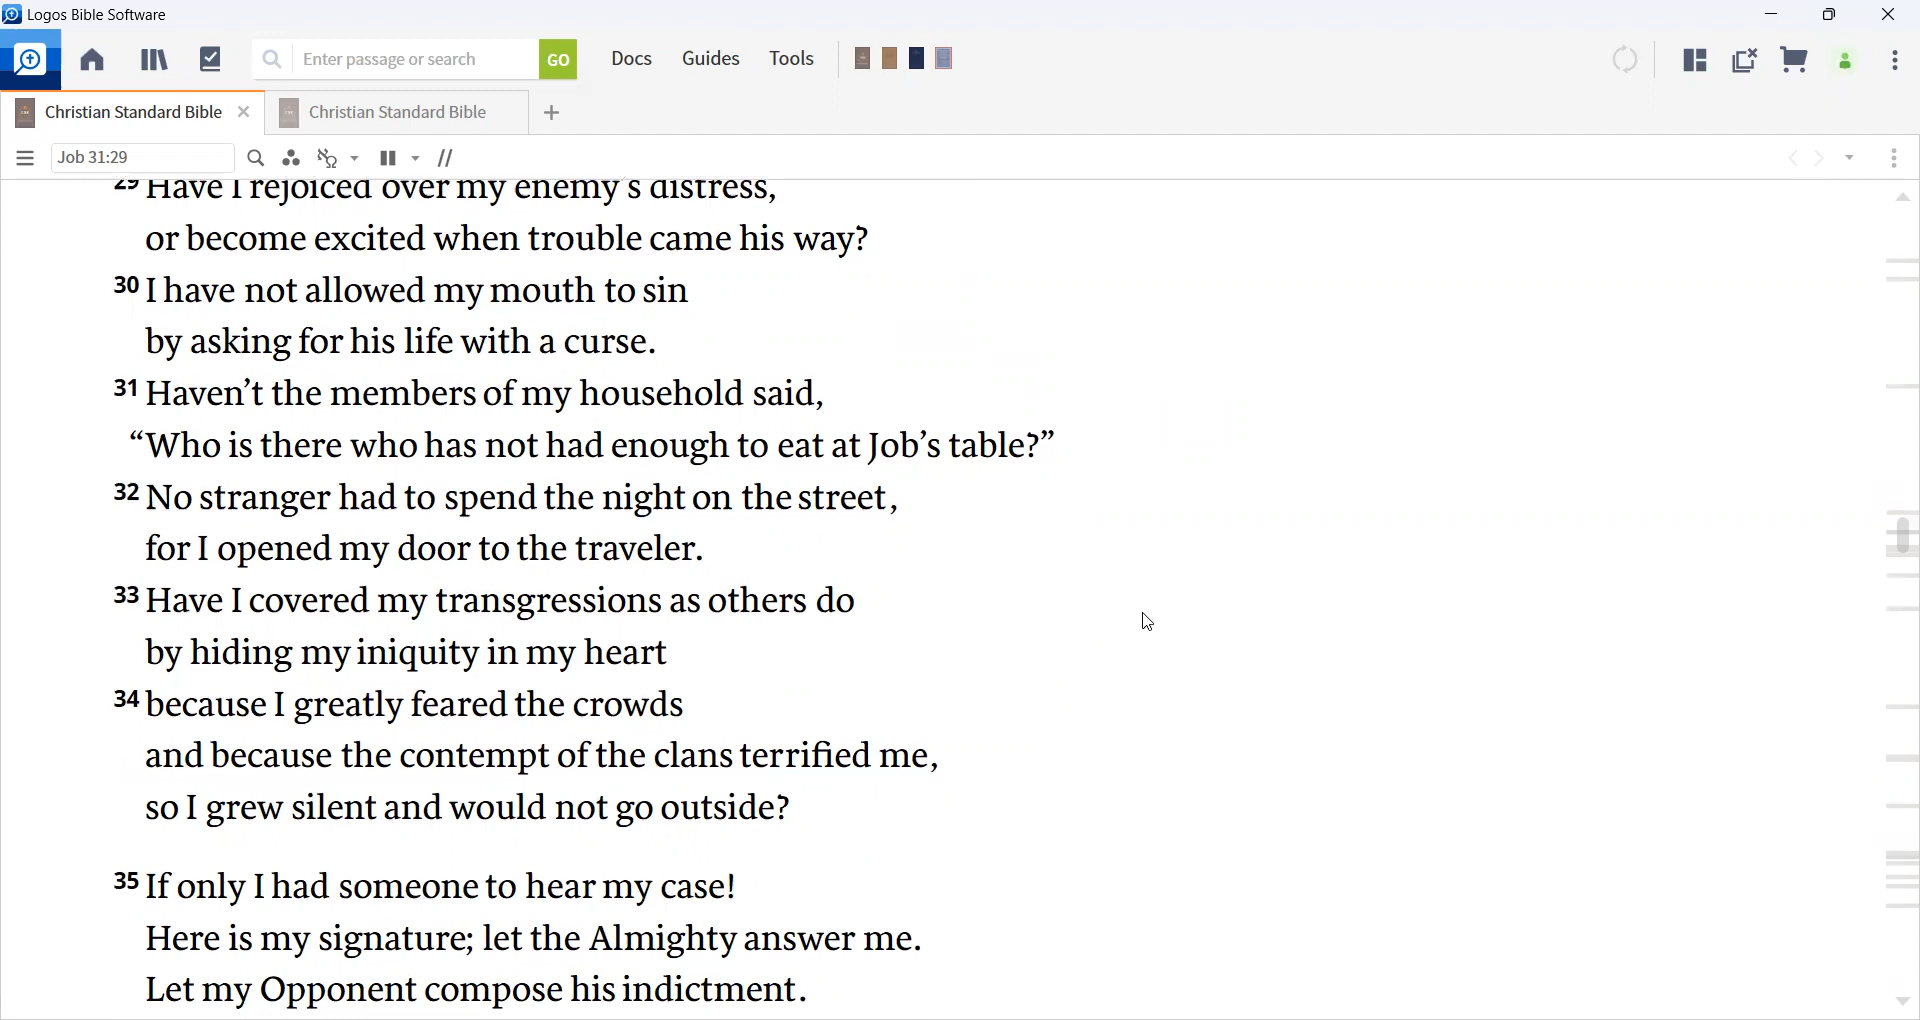 Logos Bible Software
Enter passage or search
GO
Docs
Guides
Tools
Christian Standard Bible
Christian Standard Bible
Job 31:29
29 Have I rejoiced over my enemy’s distress,
or become excited when trouble came his way?
30 I have not allowed my mouth to sin
by asking for his life with a curse.
31 Haven’t the members of my household said,
“Who is there who has not had enough to eat at Job’s table?”
32 No stranger had to spend the night on the street,
for I opened my door to the traveler.
33 Have I covered my transgressions as others do
by hiding my iniquity in my heart
34 because I greatly feared the crowds
and because the contempt of the clans terrified me,
so I grew silent and would not go outside?
35 If only I had someone to hear my case!
Here is my signature; let the Almighty answer me.
Let my Opponent compose his indictment.